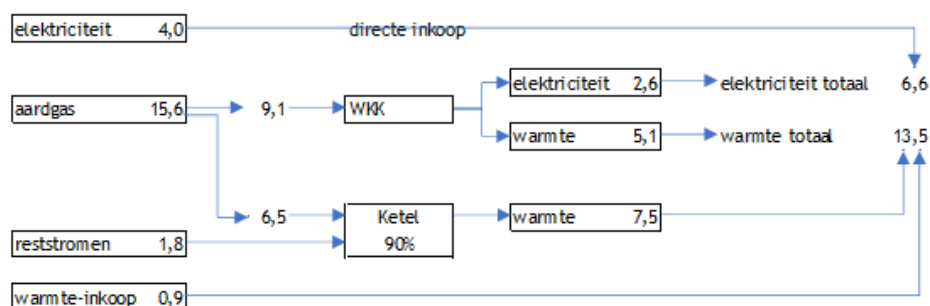 elektriciteit 4,0 directe inkoop
elektriciteit 2,6 elektriciteit totaal 6,6
aardgas 15,6 9,1 WKK
warmte 5,1 warmte totaal 13,5
6,5 Ketel warmte 7,5
reststromen 1,8 90%
warmte-inkoop 0,9